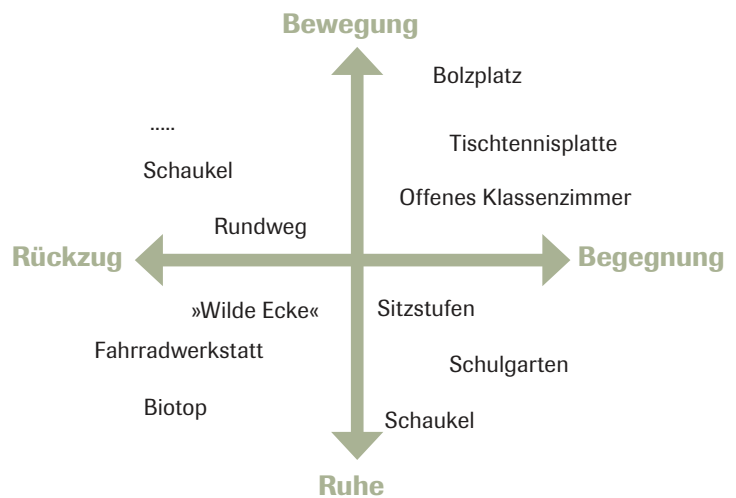 Bewegung
Bolzplatz
.....
Tischtennisplatte
Schaukel
Offenes Klassenzimmer
Rundweg
Rückzug
Begegnung
»Wilde Ecke«
Sitzstufen
Fahrradwerkstatt
Schulgarten
Biotop
Schaukel
Ruhe